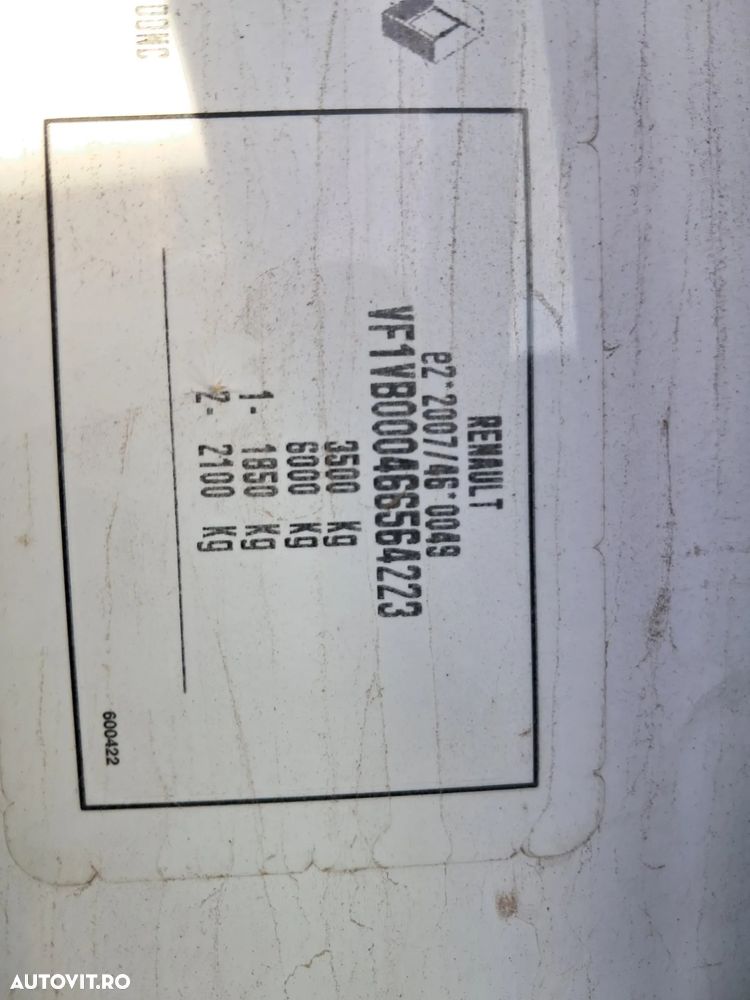 RENAULT
e2*2007//46*0049
VF1VB000466564223
3500 Kg
6000 Kg
1- 1850 Kg
2- 2100 Kg
600422
AUTOVIT.RO